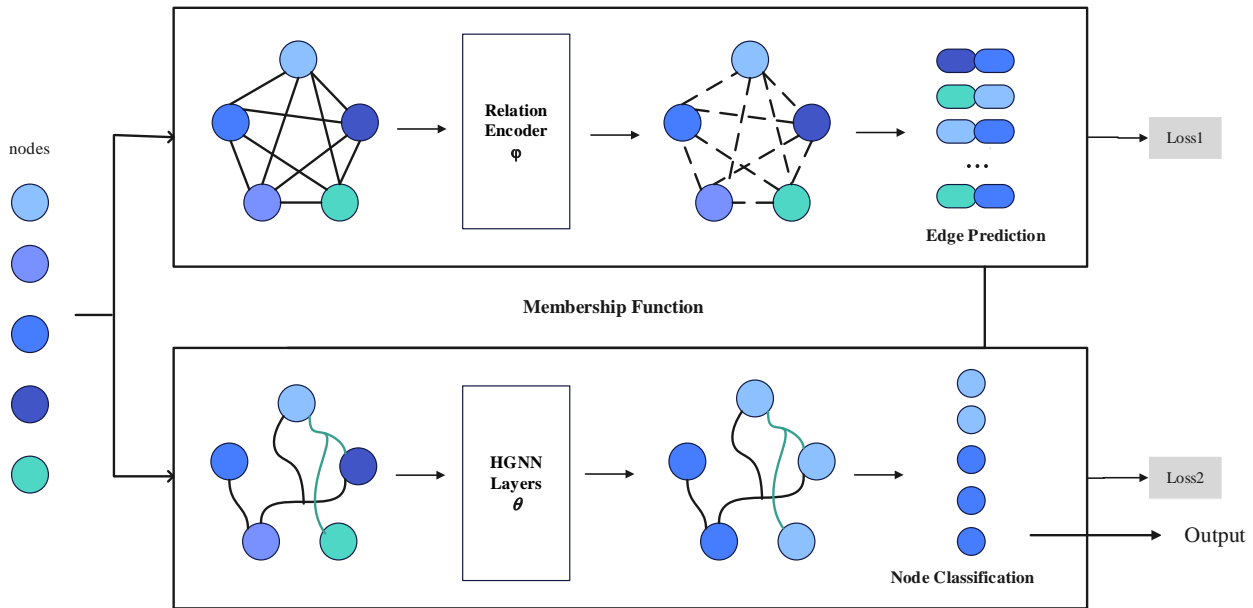 nodes
Relation
Encoder
φ
...
Edge Prediction
Loss1
Membership Function
HGNN
Layers
θ
Node Classification
Loss2
Output